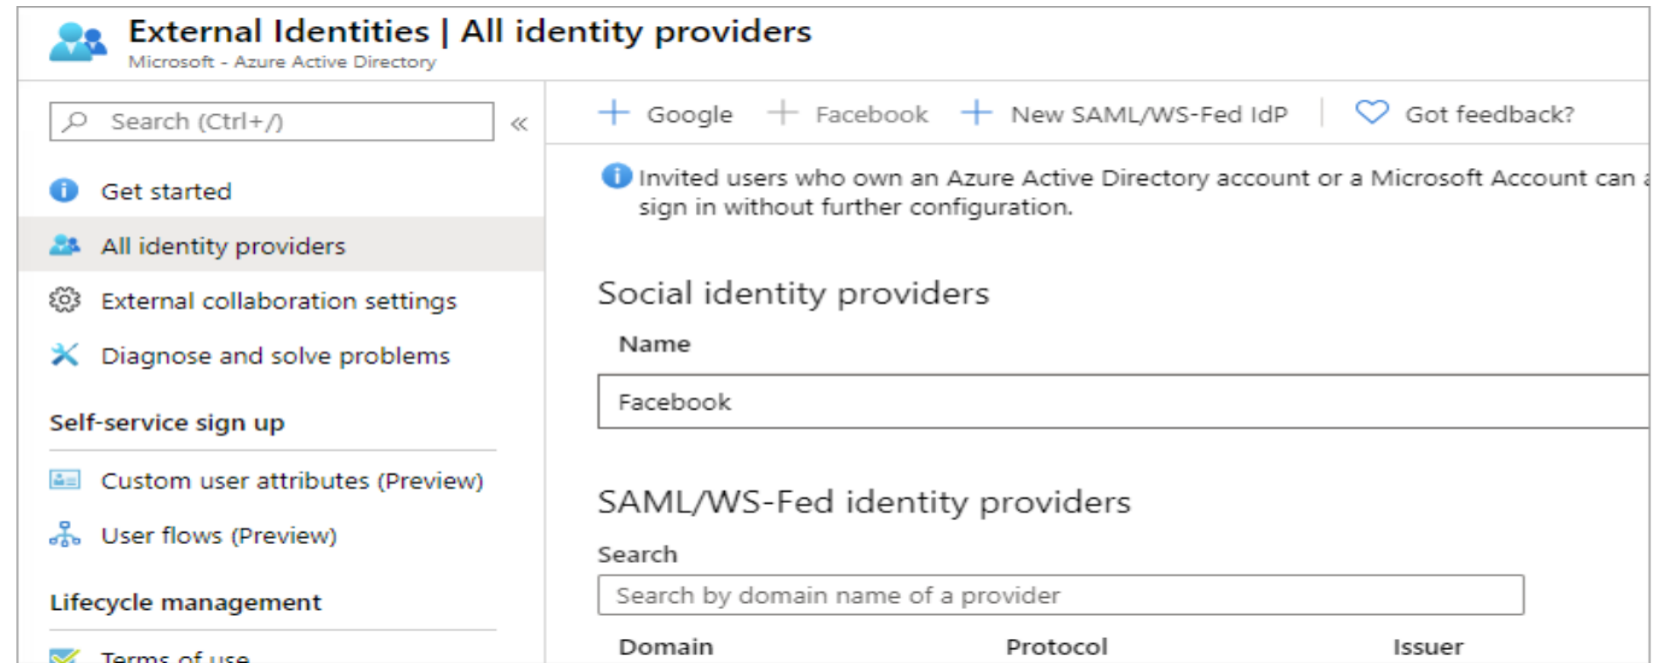 External Identities | All identity providers
Microsoft - Azure Active Directory
Search (Ctrl+/)
«
Get started
All identity providers
External collaboration settings
Diagnose and solve problems
Self-service sign up
Custom user attributes (Preview)
User flows (Preview)
Lifecycle management
Terms of use
+ Google + Facebook + New SAML/WS-Fed IdP | Got feedback?
Invited users who own an Azure Active Directory account or a Microsoft Account can
sign in without further configuration.
Social identity providers
Name
Facebook
SAML/WS-Fed identity providers
Search
Search by domain name of a provider
Domain Protocol Issuer